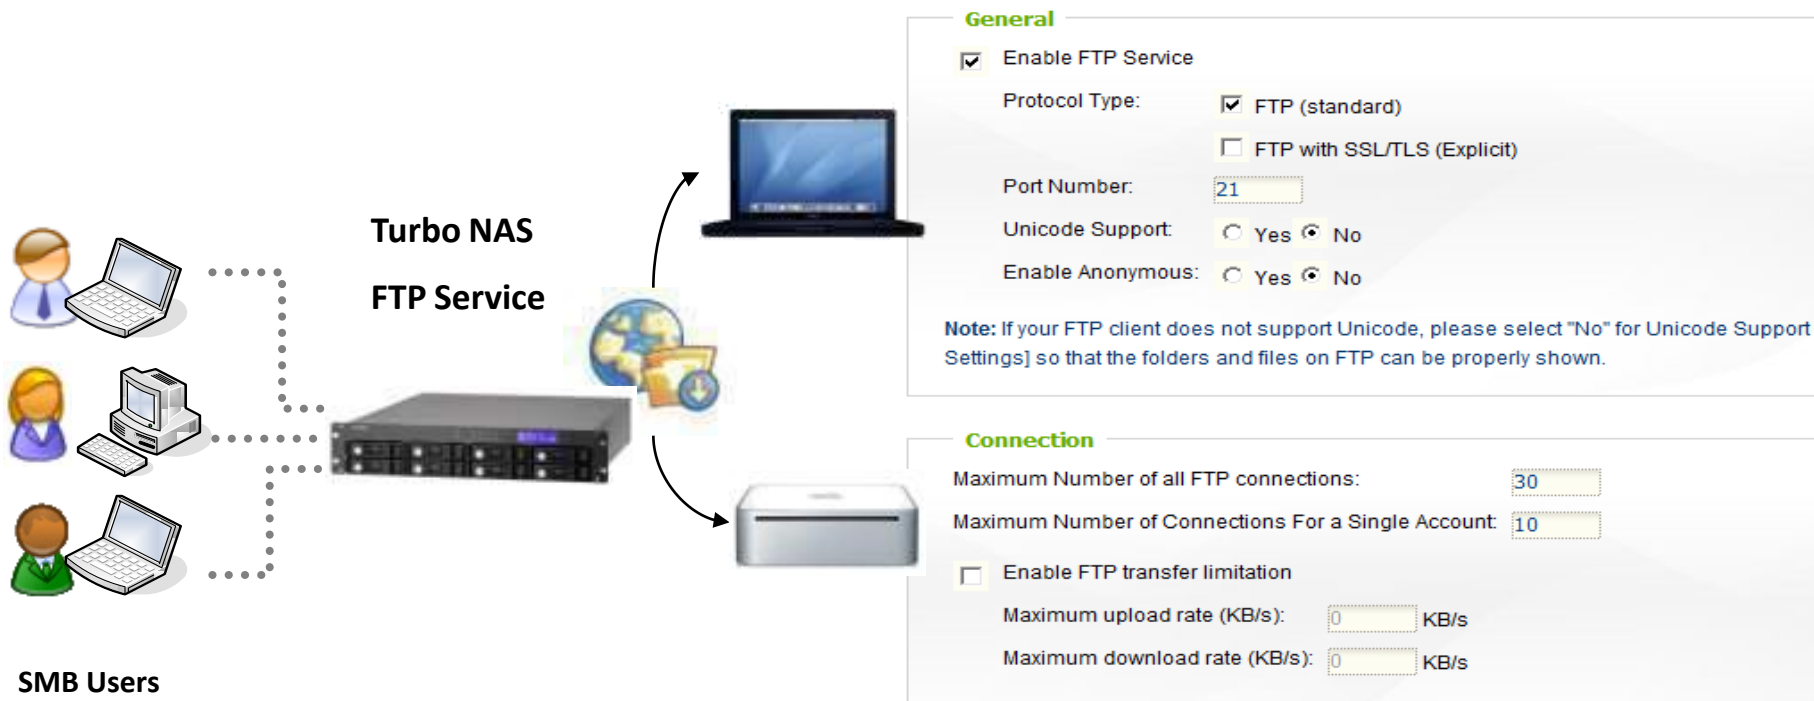 Turbo NAS
FTP Service
SMB Users
General
Enable FTP Service
Protocol Type: FTP (standard)
FTP with SSL/TLS (Explicit)
Port Number: 21
Unicode Support: Yes No
Enable Anonymous: Yes No
Note: If your FTP client does not support Unicode, please select "No" for Unicode Support
Settings] so that the folders and files on FTP can be properly shown.
Connection
Maximum Number of all FTP connections: 30
Maximum Number of Connections For a Single Account: 10
Enable FTP transfer limitation
Maximum upload rate (KB/s): 0 KB/s
Maximum download rate (KB/s): 0 KB/s